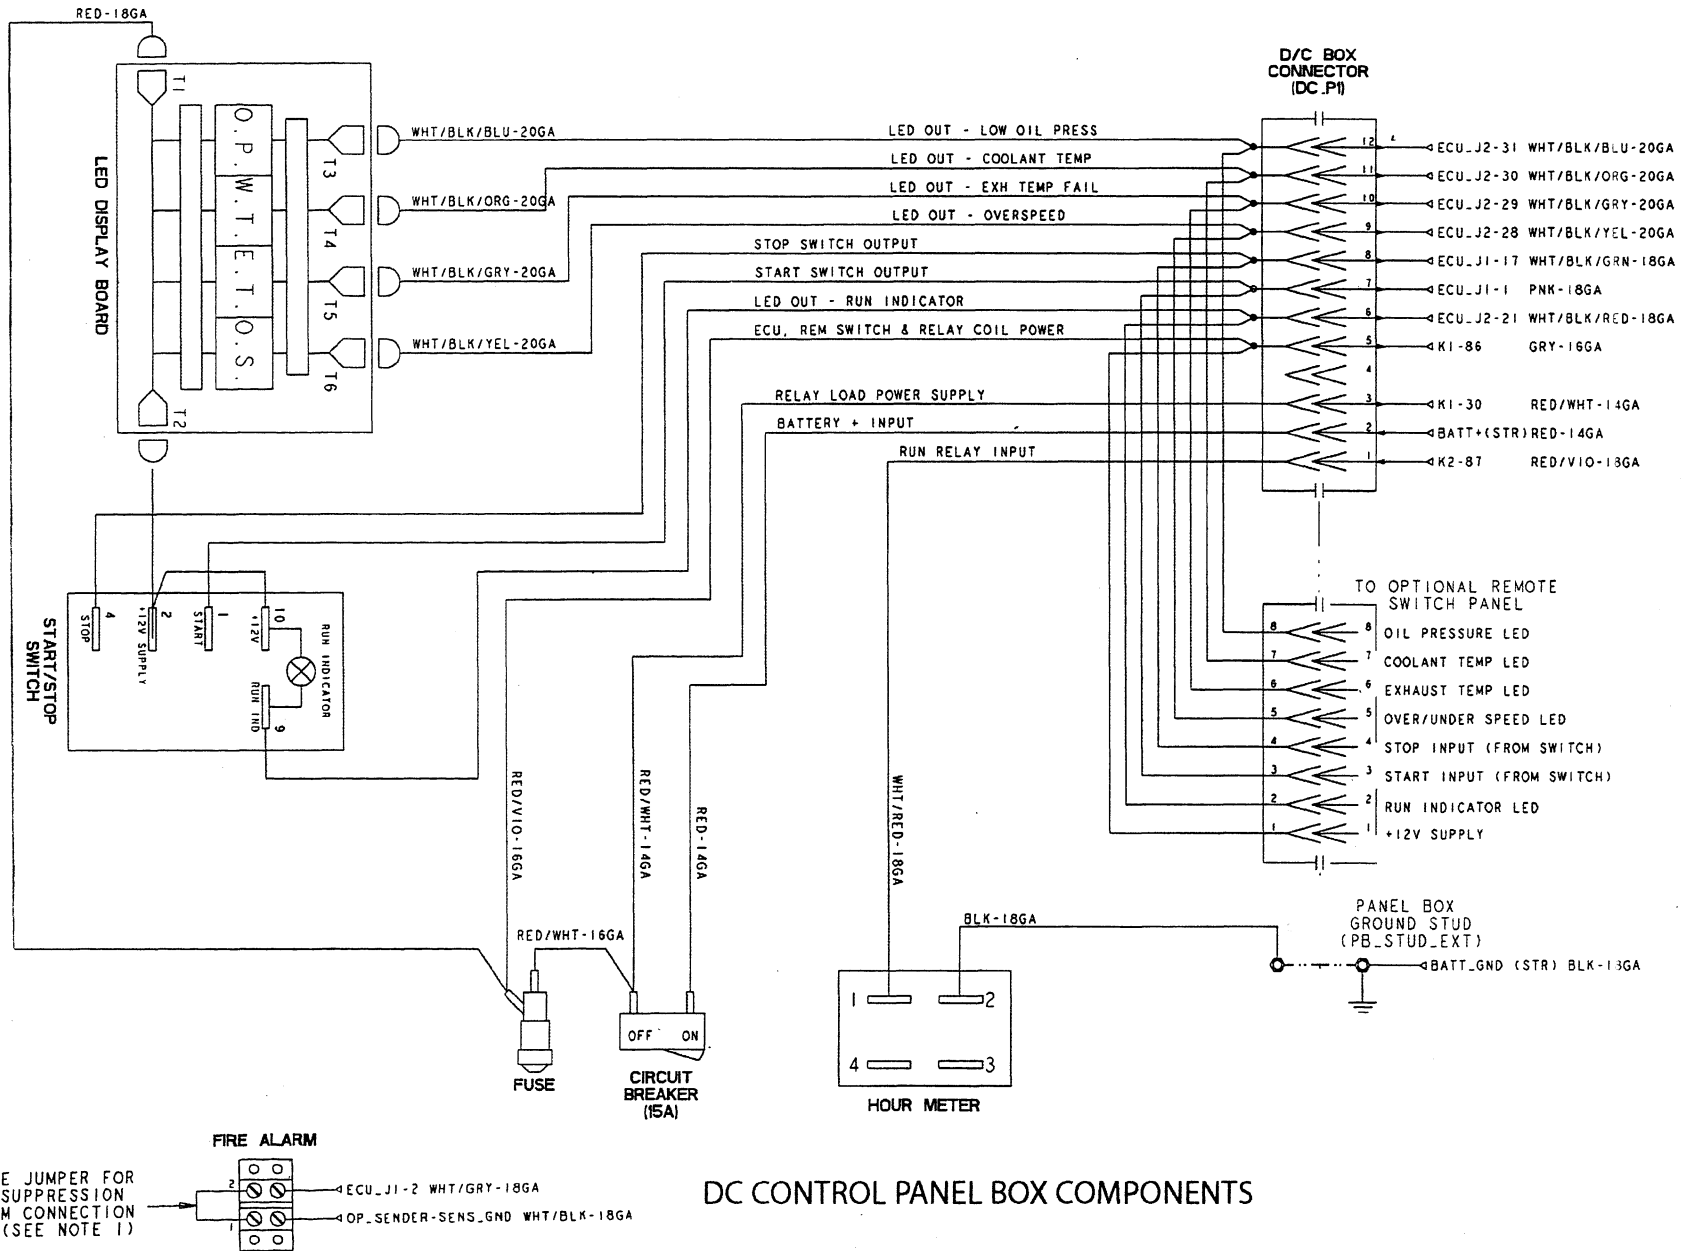 RED-18GA
D/C BOX
CONNECTOR
(DC_P1)
T1
O.P.
W.T.
E.T.
O.S.
T3
T4
T5
T6
T2
LED DISPLAY BOARD
WHT/BLK/BLU-20GA
WHT/BLK/ORG-20GA
WHT/BLK/GRY-20GA
WHT/BLK/YEL-20GA
LED OUT - LOW OIL PRESS
LED OUT - COOLANT TEMP
LED OUT - EXH TEMP FAIL
LED OUT - OVERSPEED
STOP SWITCH OUTPUT
START SWITCH OUTPUT
LED OUT - RUN INDICATOR
ECU, REM SWITCH & RELAY COIL POWER
RELAY LOAD POWER SUPPLY
BATTERY + INPUT
RUN RELAY INPUT
12 ECU_J2-31 WHT/BLK/BLU-20GA
11 ECU_J2-30 WHT/BLK/ORG-20GA
10 ECU_J2-29 WHT/BLK/GRY-20GA
9 ECU_J2-28 WHT/BLK/YEL-20GA
8 ECU_J1-17 WHT/BLK/GRN-18GA
7 ECU_J1-1 PNK-18GA
6 ECU_J2-21 WHT/BLK/RED-18GA
5 K1-86 GRY-16GA
4
3 K1-30 RED/WHT-14GA
2 BATT+(STR) RED-14GA
1 K2-87 RED/VIO-18GA
TO OPTIONAL REMOTE
SWITCH PANEL
8 8 OIL PRESSURE LED
7 7 COOLANT TEMP LED
6 6 EXHAUST TEMP LED
5 5 OVER/UNDER SPEED LED
4 4 STOP INPUT (FROM SWITCH)
3 3 START INPUT (FROM SWITCH)
2 2 RUN INDICATOR LED
1 1 +12V SUPPLY
START/STOP
SWITCH
4
STOP
2
+12V SUPPLY
1
START
10
+12V
RUN INDICATOR
RUN IND
9
RED/VIO-16GA
RED/WHT-14GA
RED-14GA
WHT/RED-18GA
RED/WHT-16GA
BLK-18GA
PANEL BOX
GROUND STUD
(PB_STUD_EXT)
BATT_GND (STR) BLK-18GA
OFF ON
FUSE
CIRCUIT
BREAKER
(15A)
1 2
4 3
HOUR METER
FIRE ALARM
E JUMPER FOR
SUPPRESSION
M CONNECTION
(SEE NOTE 1)
2 ECU_J1-2 WHT/GRY-18GA
1 OP_SENDER-SENS_GND WHT/BLK-18GA
DC CONTROL PANEL BOX COMPONENTS